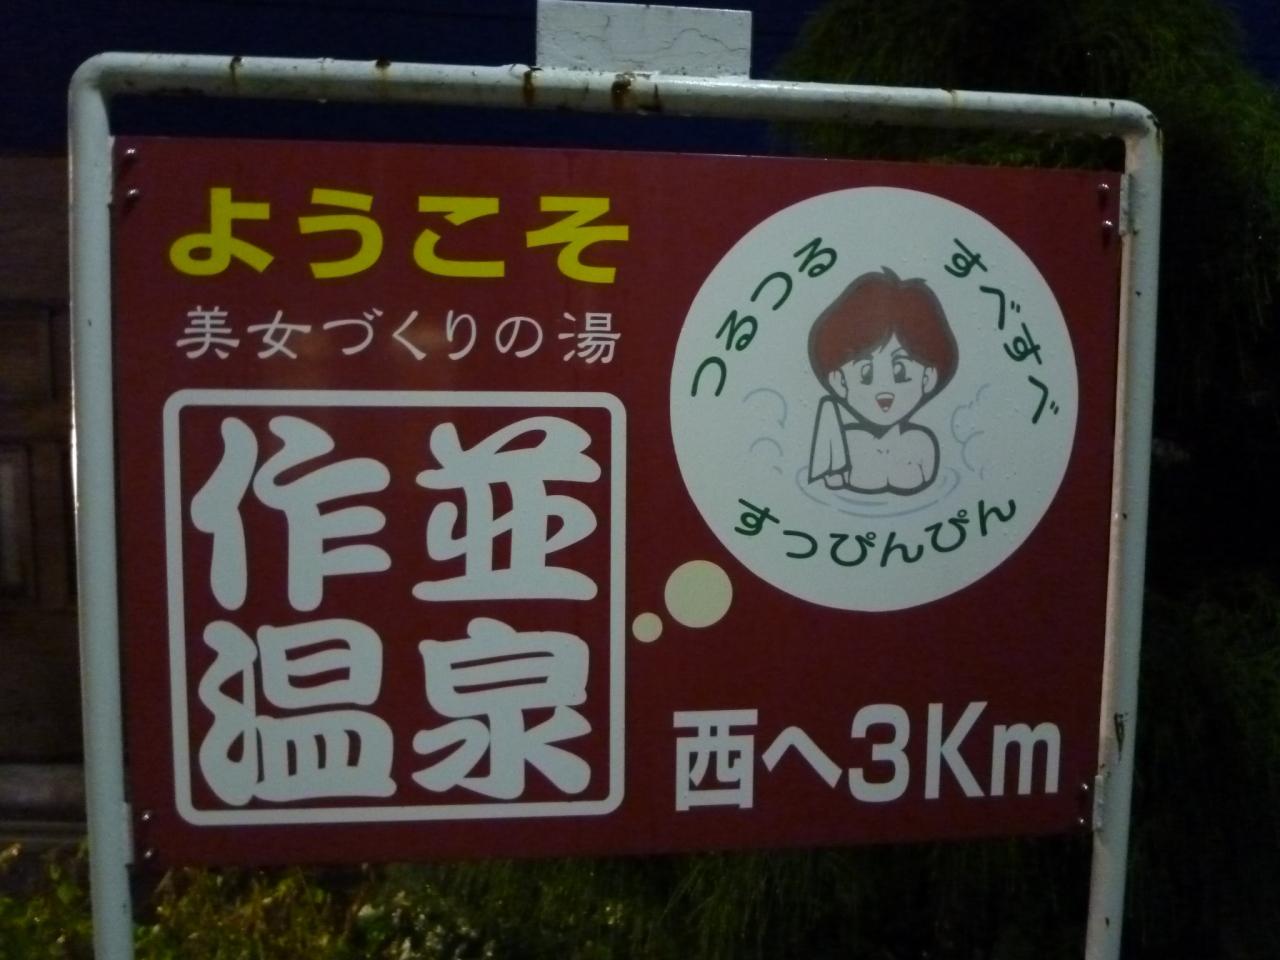 ようこそ
美女づくりの湯
作並
温泉
つるつる
すべすべ
すっぴんぴん
西へ3Km